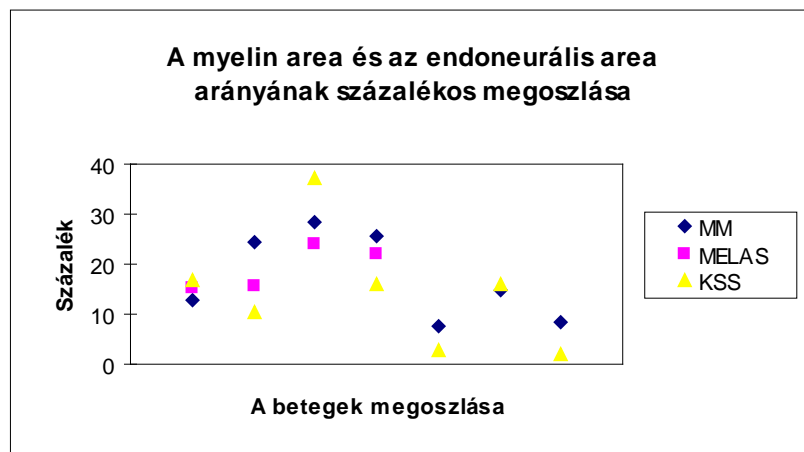 A myelin area és az endoneurális area
arányának százalékos megoszlása
Százalék
40
30
20
10
0
A betegek megoszlása
MM
MELAS
KSS